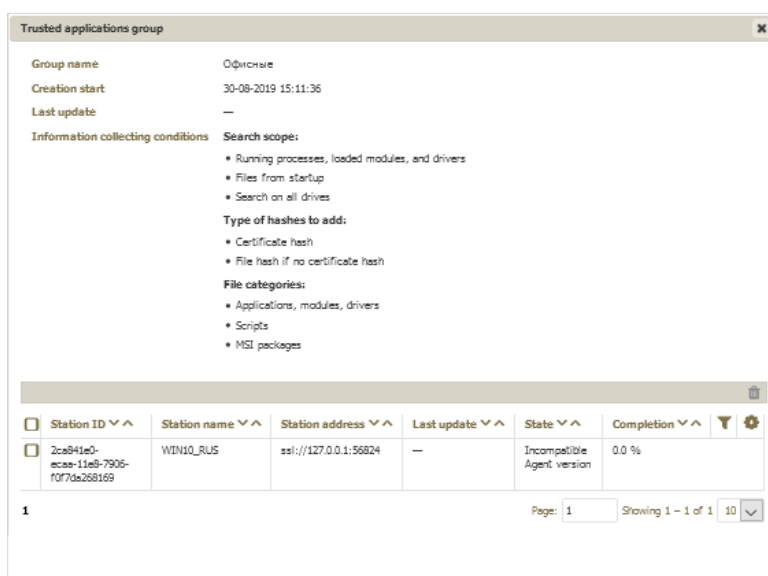 Trusted applications group
Group name Офисные
Creation start 30-08-2019 15:11:36
Last update —
Information collecting conditions Search scope:
• Running processes, loaded modules, and drivers
• Files from startup
• Search on all drives
Type of hashes to add:
• Certificate hash
• File hash if no certificate hash
File categories:
• Applications, modules, drivers
• Scripts
• MSI packages
Station ID Station name Station address Last update State Completion
2ca841e0- WIN10_RUS ssl://127.0.0.1:56824 — Incompatible 0.0 %
ecaa-11e8-7906- Agent version
f0f7da268169
1 Page: 1 Showing 1 – 1 of 1 10